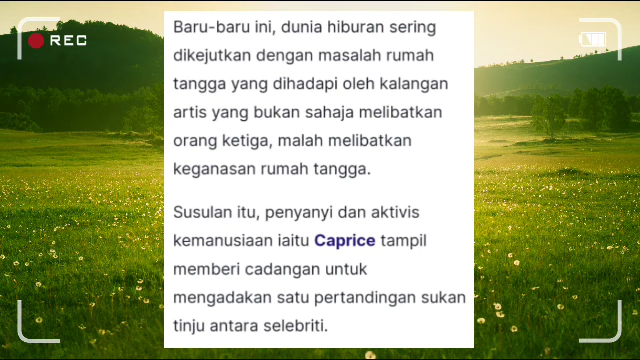 REC
Baru-baru ini, dunia hiburan sering
dikejutkan dengan masalah rumah
tangga yang dihadapi oleh kalangan
artis yang bukan sahaja melibatkan
orang ketiga, malah melibatkan
keganasan rumah tangga.
Susulan itu, penyanyi dan aktivis
kemanusiaan iaitu Caprice tampil
memberi cadangan untuk
mengadakan satu pertandingan sukan
tinju antara selebriti.